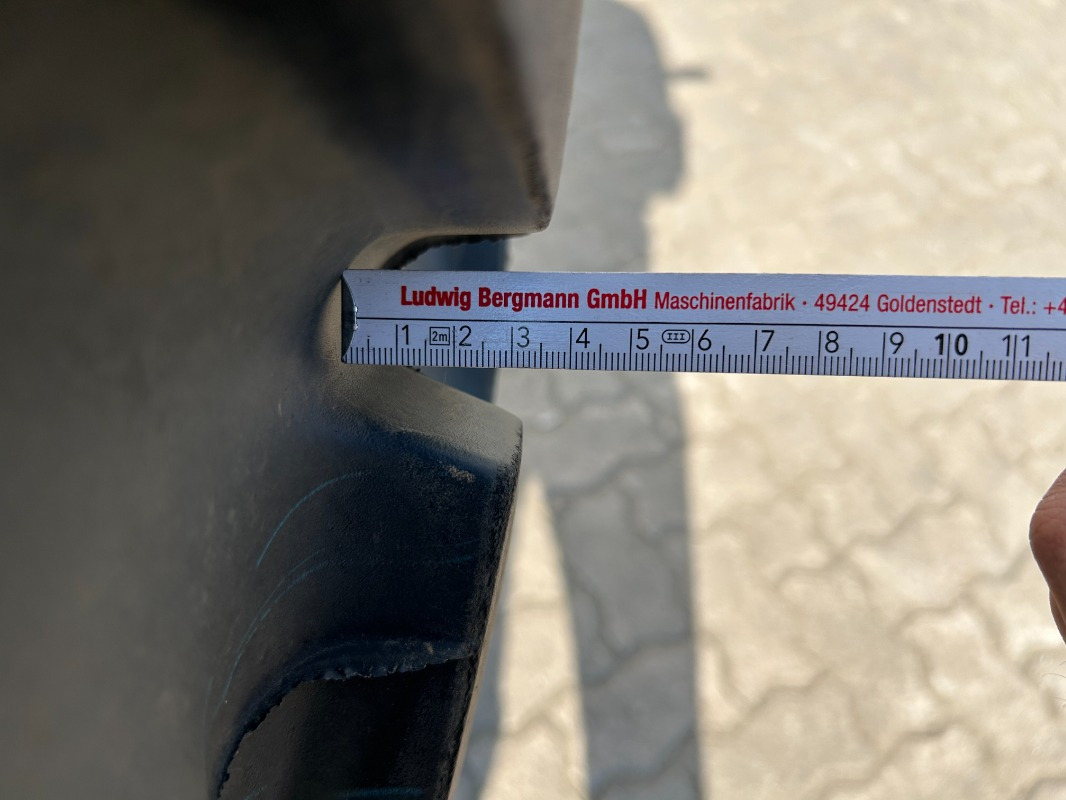 Ludwig Bergmann GmbH Maschinenfabrik · 49424 Goldenstedt · Tel.: +4
1 2m 2 3 4 5 III 6 7 8 9 10 11